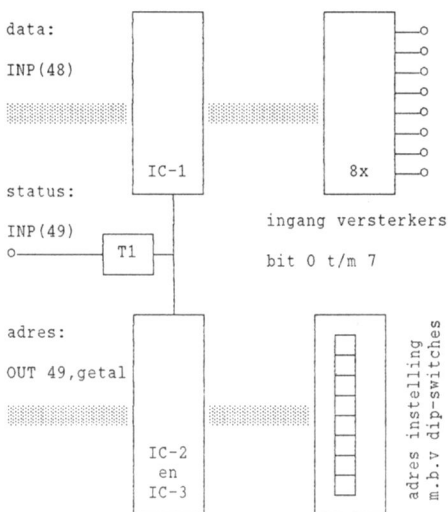 data:
INP(48)
IC-1
8x
status:
INP(49)
T1
ingang versterkers
bit 0 t/m 7
adres:
OUT 49,getal
IC-2
en
IC-3
adres instelling
m.b.v dip-switches